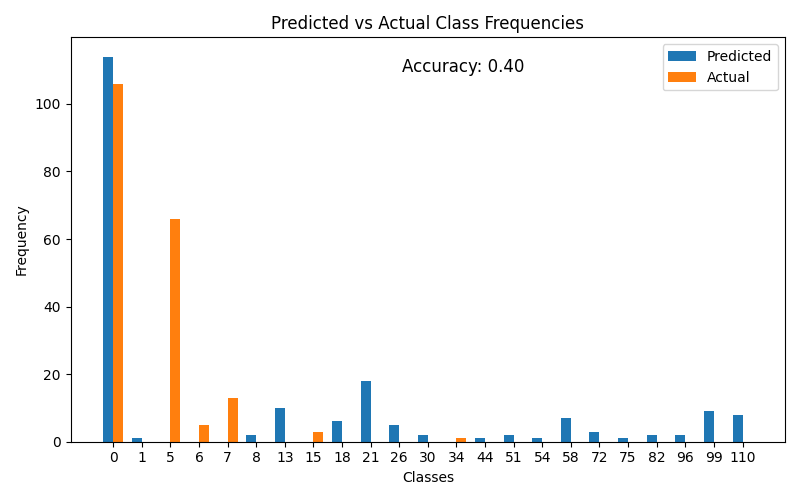 Predicted vs Actual Class Frequencies
Accuracy: 0.40
Predicted
Actual
Frequency
100
80
60
40
20
0
0 1 5 6 7 8 13 15 18 21 26 30 34 44 51 54 58 72 75 82 96 99 110
Classes